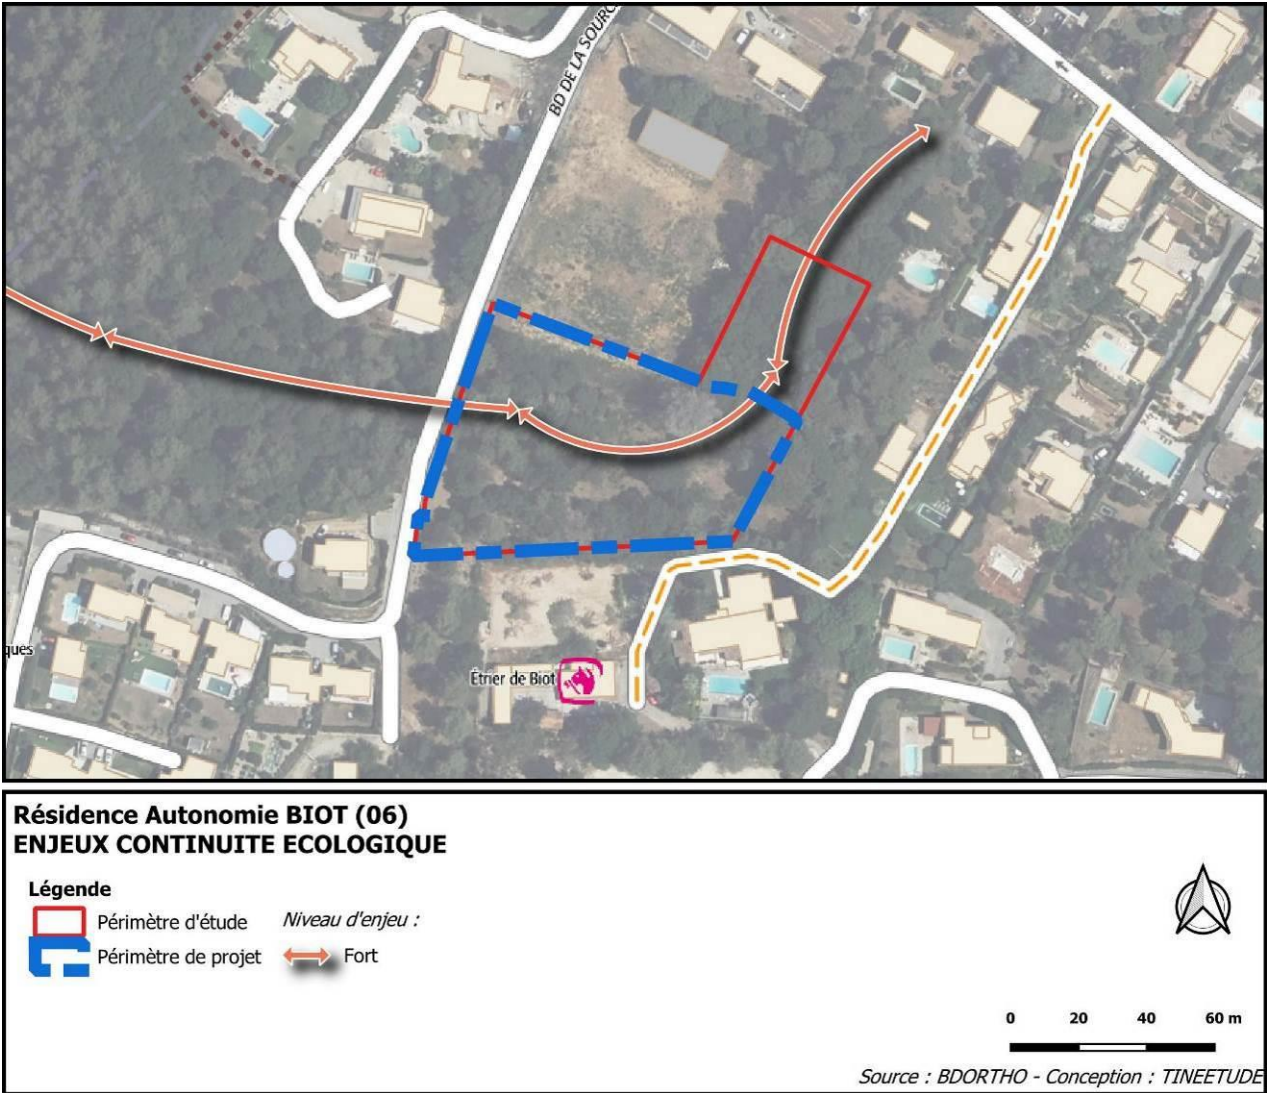 BD DE LA SOURC
ques
Étrier de Biot
Résidence Autonomie BIOT (06)
ENJEUX CONTINUITE ECOLOGIQUE
Légende
Périmètre d'étude
Périmètre de projet
Niveau d'enjeu :
Fort
0 20 40 60 m
Source : BDORTHO - Conception : TINEETUDE